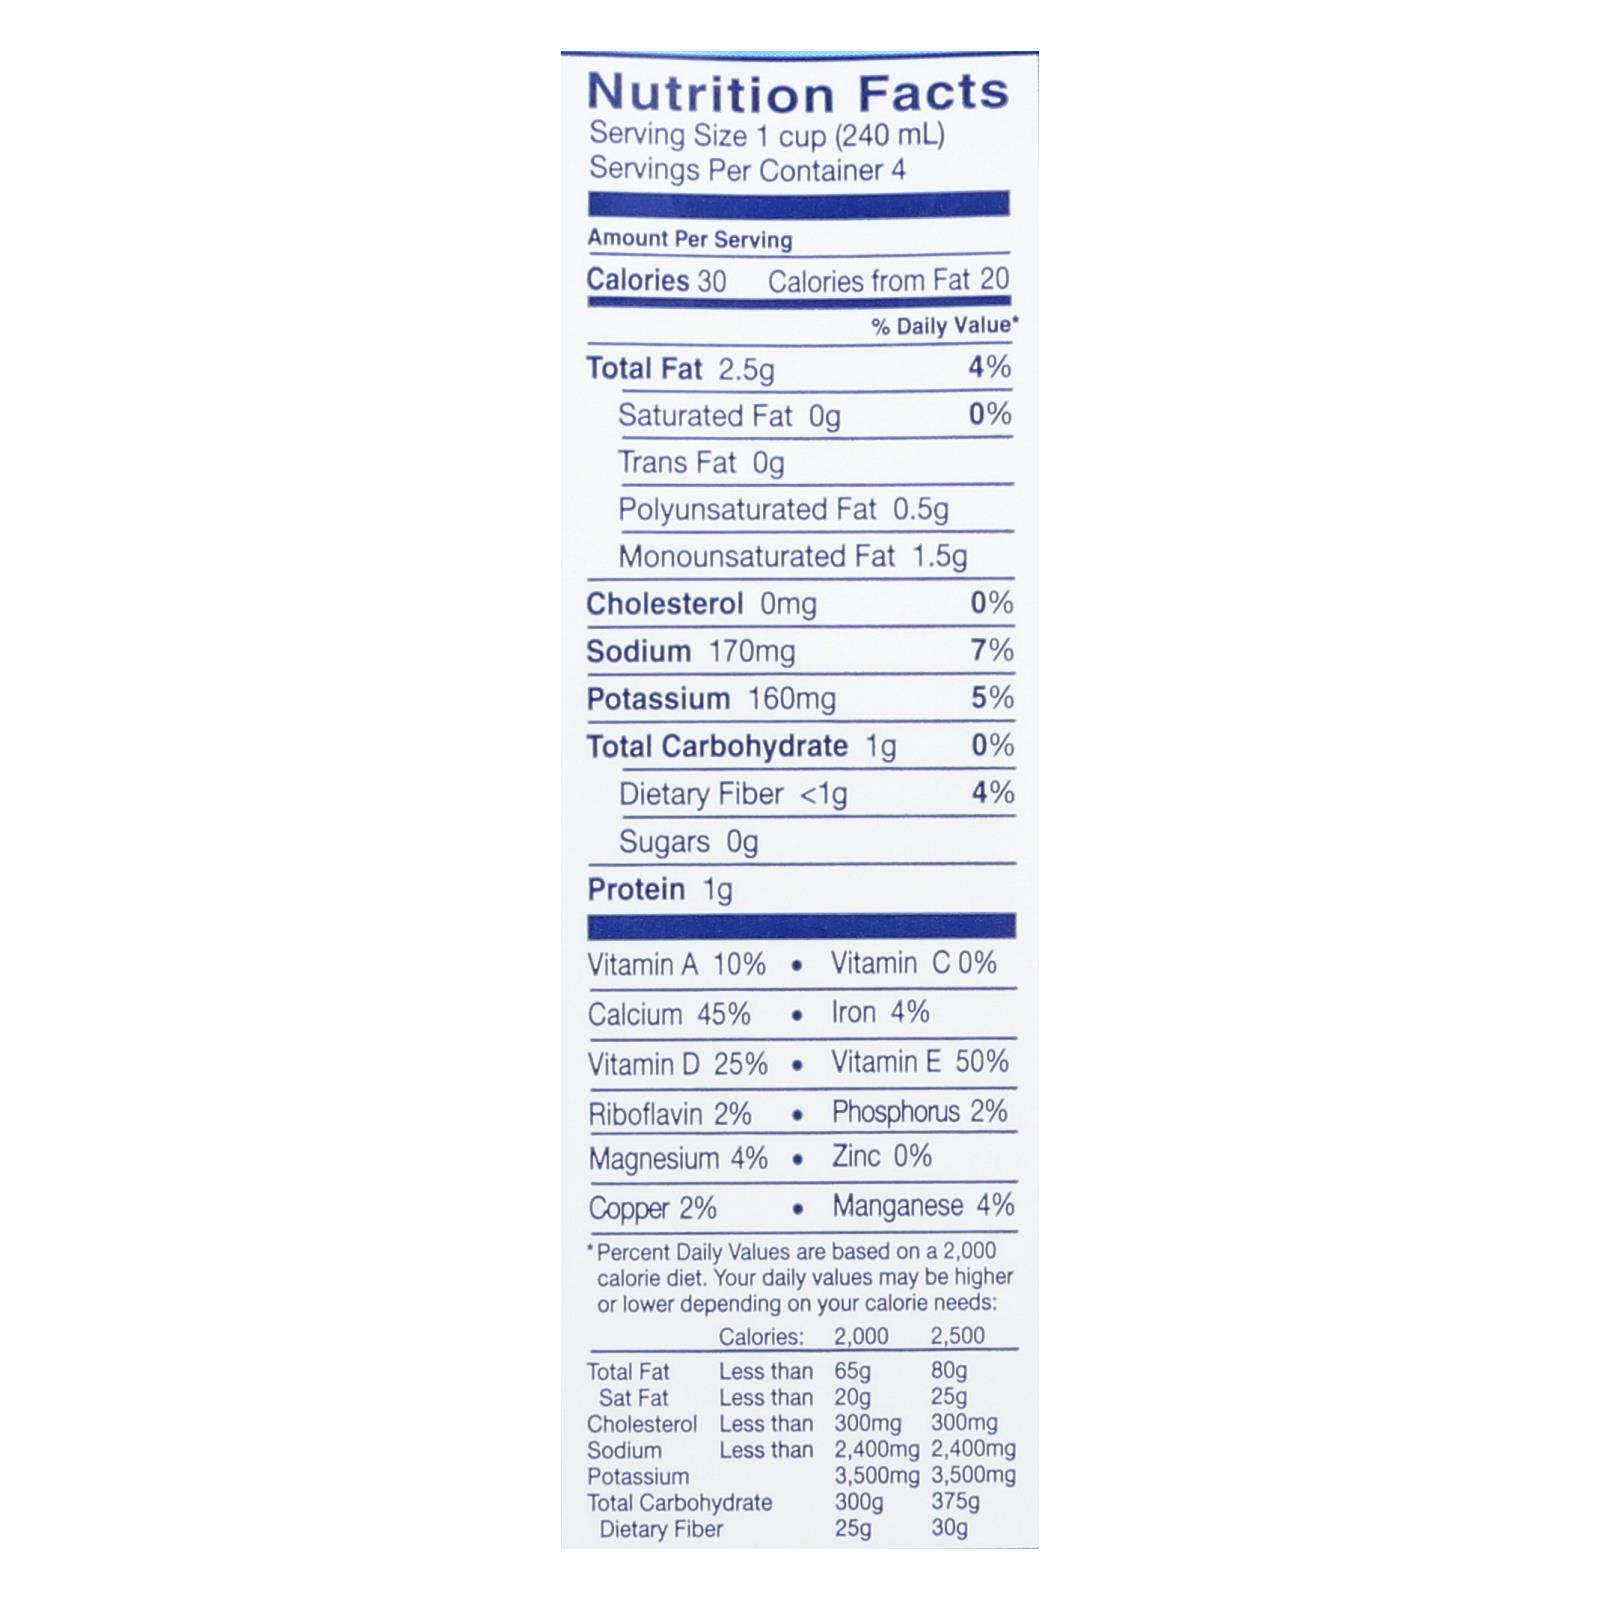 Nutrition Facts
Serving Size 1 cup (240 mL)
Servings Per Container 4
Amount Per Serving
Calories 30 Calories from Fat 20
% Daily Value*
Total Fat 2.5g 4%
Saturated Fat 0g 0%
Trans Fat 0g
Polyunsaturated Fat 0.5g
Monounsaturated Fat 1.5g
Cholesterol 0mg 0%
Sodium 170mg 7%
Potassium 160mg 5%
Total Carbohydrate 1g 0%
Dietary Fiber <1g 4%
Sugars 0g
Protein 1g
Vitamin A 10% • Vitamin C 0%
Calcium 45% • Iron 4%
Vitamin D 25% • Vitamin E 50%
Riboflavin 2% • Phosphorus 2%
Magnesium 4% • Zinc 0%
Copper 2% • Manganese 4%
*Percent Daily Values are based on a 2,000
calorie diet. Your daily values may be higher
or lower depending on your calorie needs:
Calories: 2,000 2,500
Total Fat Less than 65g 80g
Sat Fat Less than 20g 25g
Cholesterol Less than 300mg 300mg
Sodium Less than 2,400mg 2,400mg
Potassium 3,500mg 3,500mg
Total Carbohydrate 300g 375g
Dietary Fiber 25g 30g